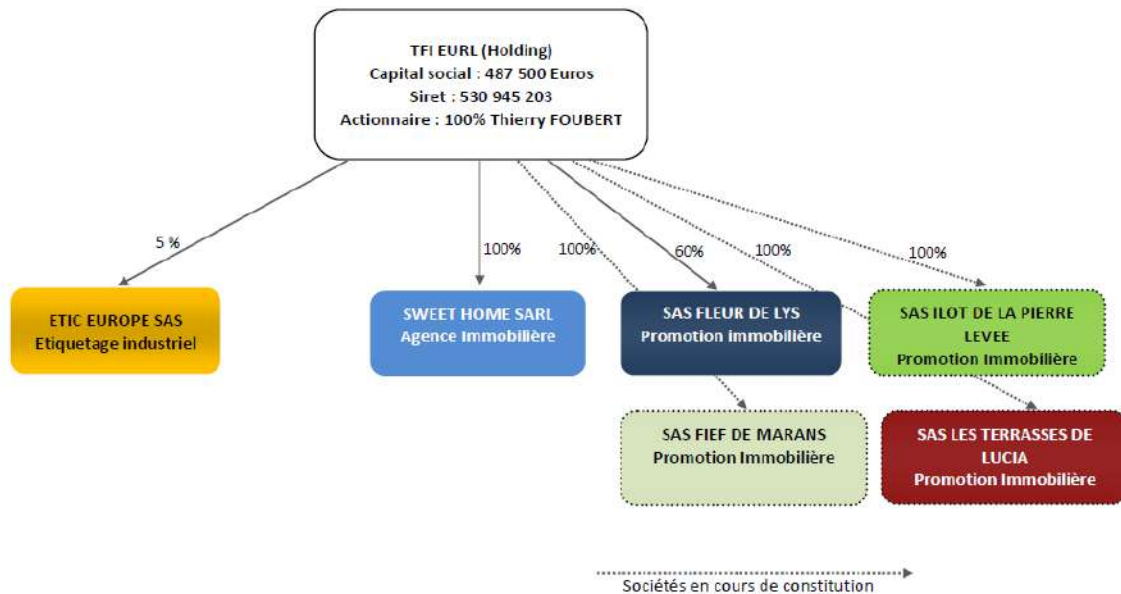 TFI EURL (Holding)
Capital social : 487 500 Euros
Siret : 530 945 203
Actionnaire : 100% Thierry FOUBERT
5 %
100%
100%
60%
100%
100%
ETIC EUROPE SAS
Etiquetage industriel
SWEET HOME SARL
Agence Immobilière
SAS FLEUR DE LYS
Promotion immobilière
SAS ILOT DE LA PIERRE
LEVEE
Promotion Immobilière
SAS FIEF DE MARANS
Promotion Immobilière
SAS LES TERRASSES DE
LUCIA
Promotion Immobilière
Sociétés en cours de constitution